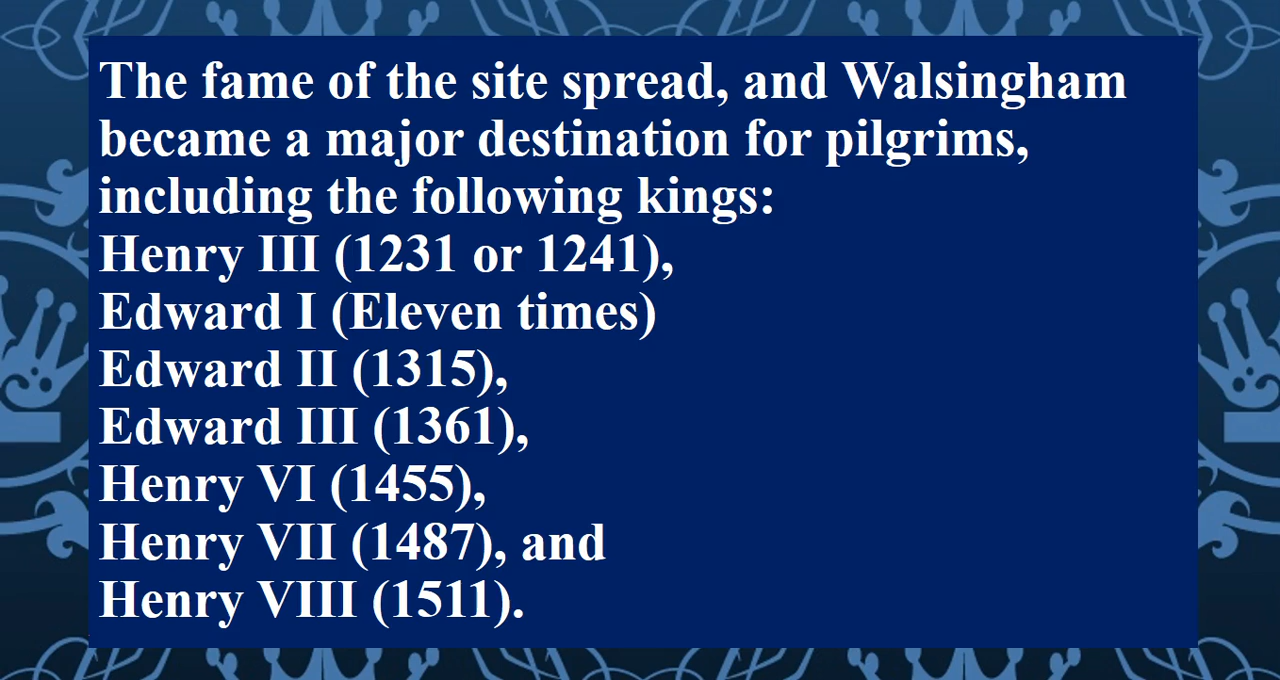 The fame of the site spread, and Walsingham
became a major destination for pilgrims,
including the following kings:
Henry III (1231 or 1241),
Edward I (Eleven times)
Edward II (1315),
Edward III (1361),
Henry VI (1455),
Henry VII (1487), and
Henry VIII (1511).